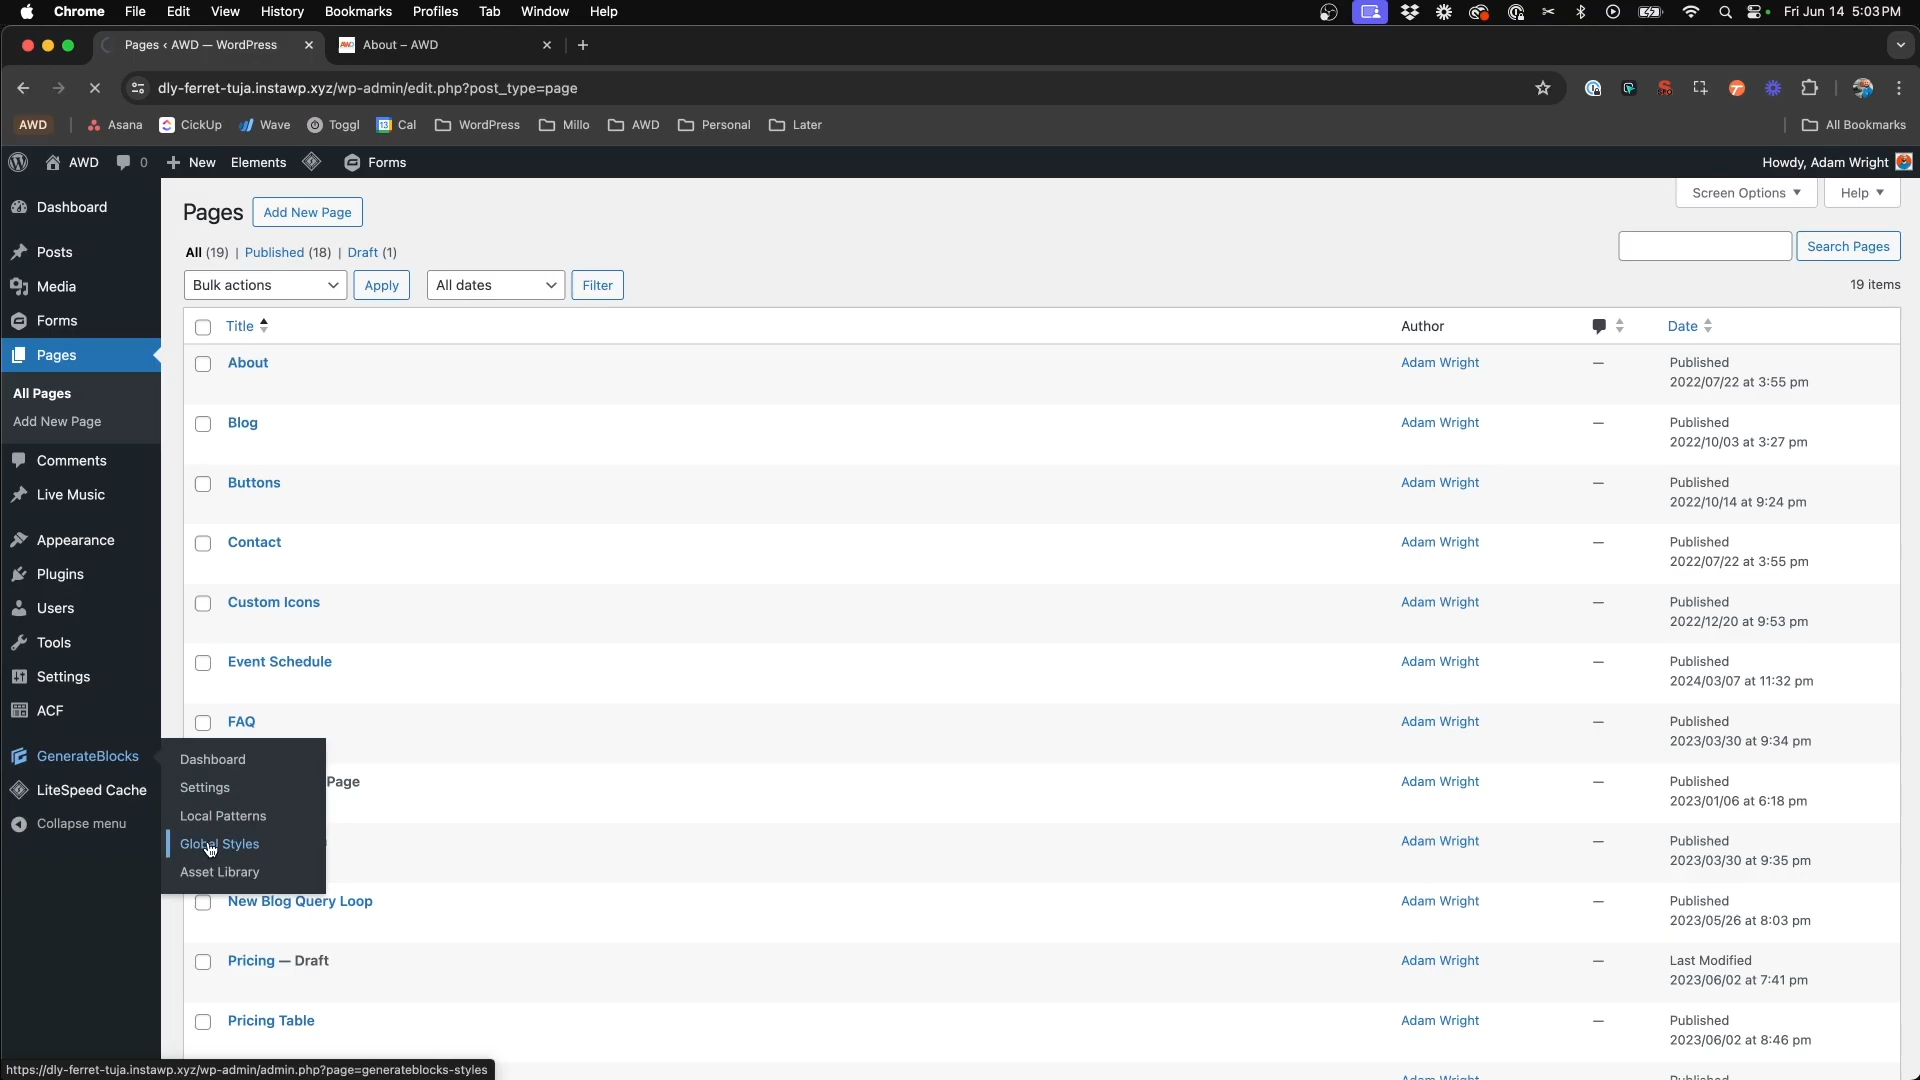 Chrome File Edit View History Bookmarks Profiles Tab Window Help Fri Jun 14 5:03 PM
Pages ‹ AWD — WordPress
About – AWD
dly-ferret-tuja.instawp.xyz/wp-admin/edit.php?post_type=page
AWD Asana ClickUp Wave Toggl Cal WordPress Millo AWD Personal Later All Bookmarks
AWD 0 New Elements Forms Howdy, Adam Wright
Dashboard
Posts
Media
Forms
Pages
All Pages
Add New Page
Comments
Live Music
Appearance
Plugins
Users
Tools
Settings
ACF
GenerateBlocks
LiteSpeed Cache
Collapse menu
Dashboard
Settings
Local Patterns
Global Styles
Asset Library
Screen Options Help
Pages Add New Page
All (19) | Published (18) | Draft (1)
Search Pages
Bulk actions Apply All dates Filter 19 items
Title Author Date
About Adam Wright — Published
2022/07/22 at 3:55 pm
Blog Adam Wright — Published
2022/10/03 at 3:27 pm
Buttons Adam Wright — Published
2022/10/14 at 9:24 pm
Contact Adam Wright — Published
2022/07/22 at 3:55 pm
Custom Icons Adam Wright — Published
2022/12/20 at 9:53 pm
Event Schedule Adam Wright — Published
2024/03/07 at 11:32 pm
FAQ Adam Wright — Published
2023/03/30 at 9:34 pm
Page Adam Wright — Published
2023/01/06 at 6:18 pm
Adam Wright — Published
2023/03/30 at 9:35 pm
New Blog Query Loop Adam Wright — Published
2023/05/26 at 8:03 pm
Pricing — Draft Adam Wright — Last Modified
2023/06/02 at 7:41 pm
Pricing Table Adam Wright — Published
2023/06/02 at 8:46 pm
https://dly-ferret-tuja.instawp.xyz/wp-admin/admin.php?page=generateblocks-styles